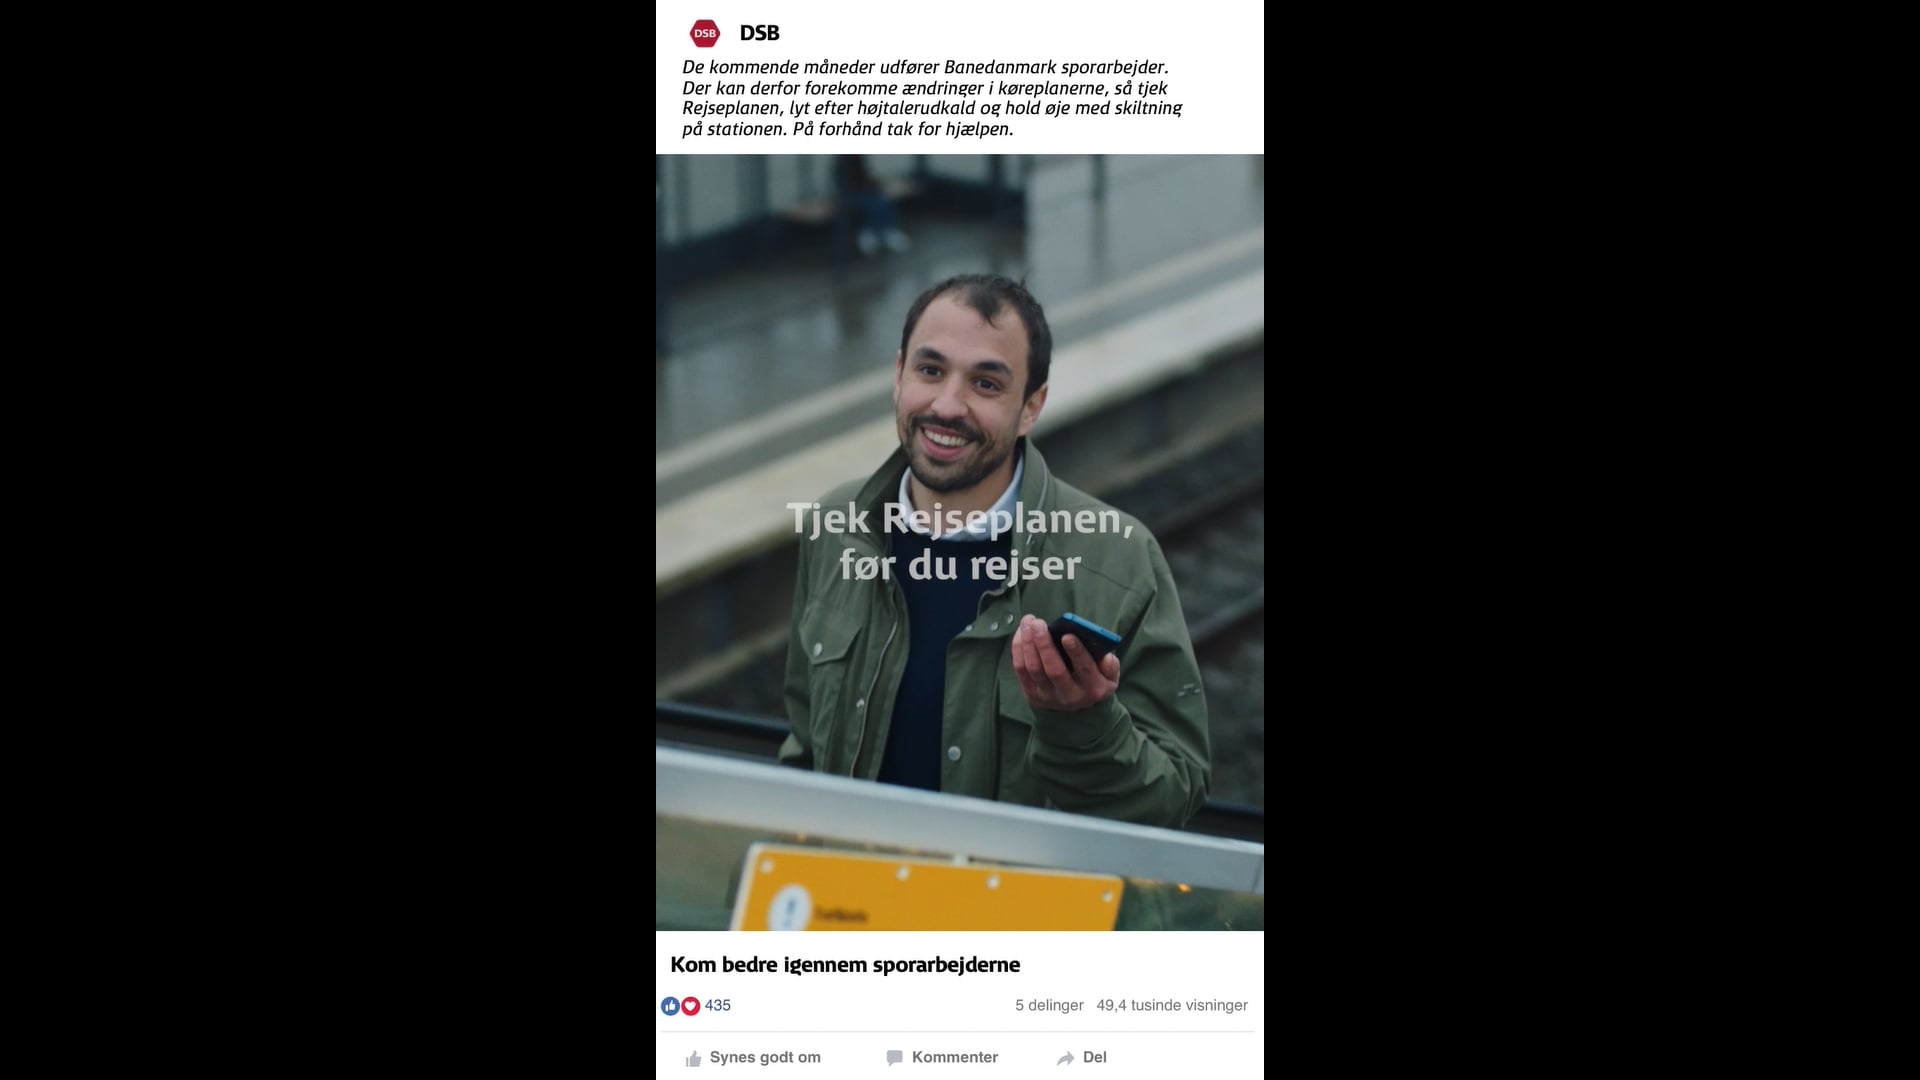 DSB
DSB
De kommende måneder udfører Banedanmark sporarbejder.
Der kan derfor forekomme ændringer i køreplanerne, så tjek
Rejseplanen, lyt efter højtalerudkald og hold øje med skiltning
på stationen. På forhånd tak for hjælpen.
Tjek Rejseplanen,
før du rejser
Kom bedre igennem sporarbejderne
435
5 delinger 49,4 tusinde visninger
Synes godt om Kommenter Del